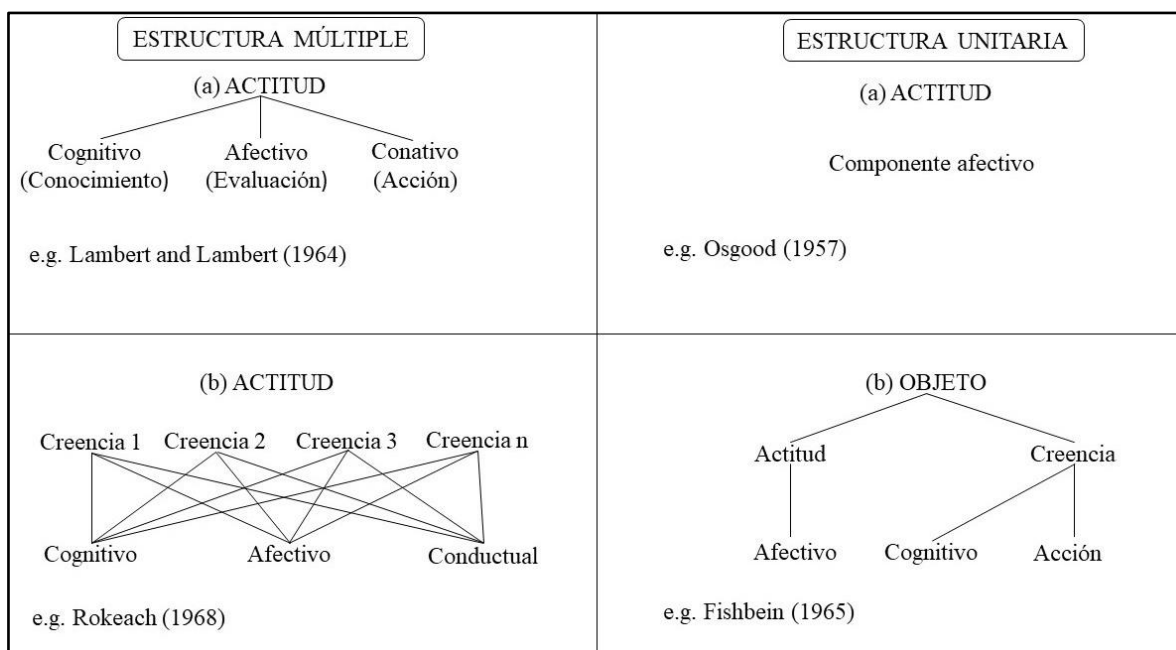 ESTRUCTURA MÚLTIPLE
(a) ACTITUD
Cognitivo Afectivo Conativo
(Conocimiento) (Evaluación) (Acción)
e.g. Lambert and Lambert (1964)
ESTRUCTURA UNITARIA
(a) ACTITUD
Componente afectivo
e.g. Osgood (1957)
(b) ACTITUD
Creencia 1 Creencia 2 Creencia 3 Creencia n
Cognitivo Afectivo Conductual
e.g. Rokeach (1968)
(b) OBJETO
Actitud Creencia
Afectivo Cognitivo Acción
e.g. Fishbein (1965)